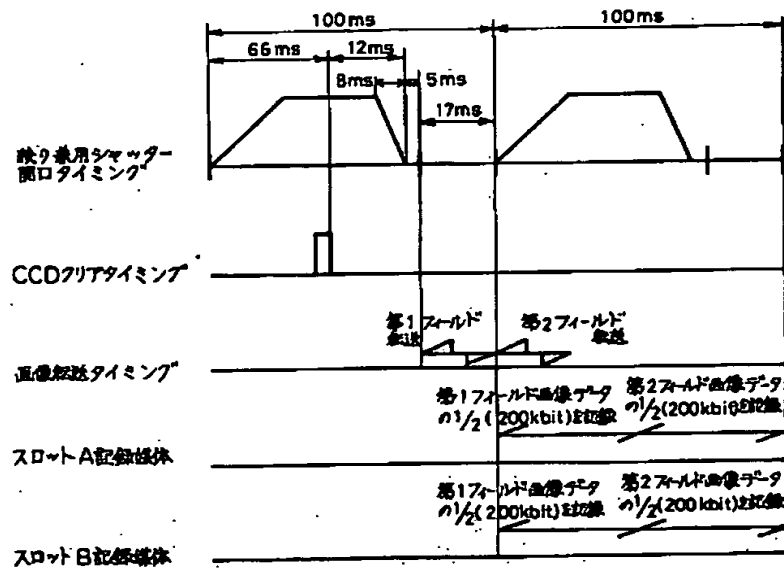 100ms
100ms
66ms
12ms
8ms
5ms
17ms
絞り兼用シャッター
開口タイミング
CCDクリアタイミング
第1フィールド
転送
第2フィールド
転送
画像転送タイミング
第1フィールド画像データ
の1/2(200kbit)を記録
第2フィールド画像データ
の1/2(200kbit)を記録
スロットA記録媒体
第1フィールド画像データ
の1/2(200kbit)を記録
第2フィールド画像データ
の1/2(200kbit)を記録
スロットB記録媒体